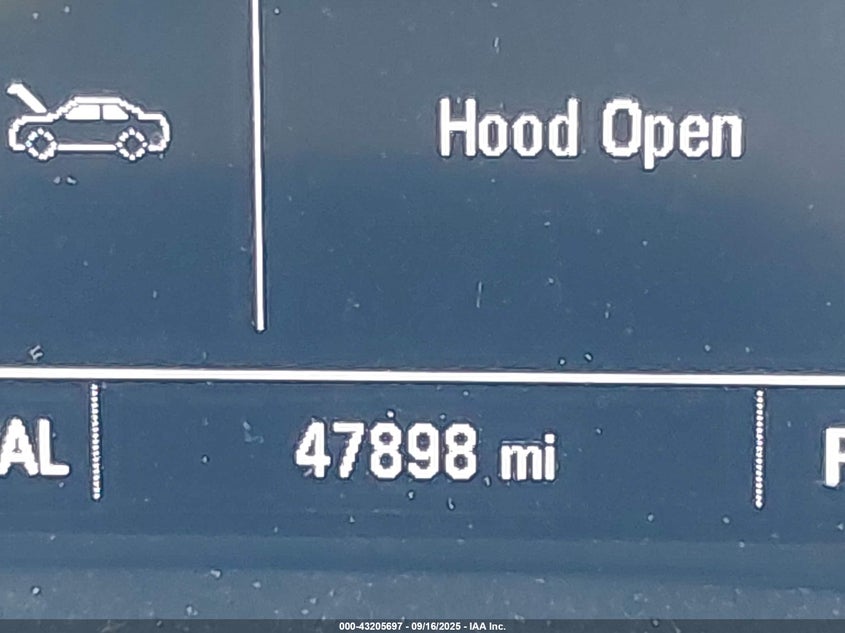 Hood Open
AL
47898 mi
000-43205697 - 09/16/2025 - IAA Inc.